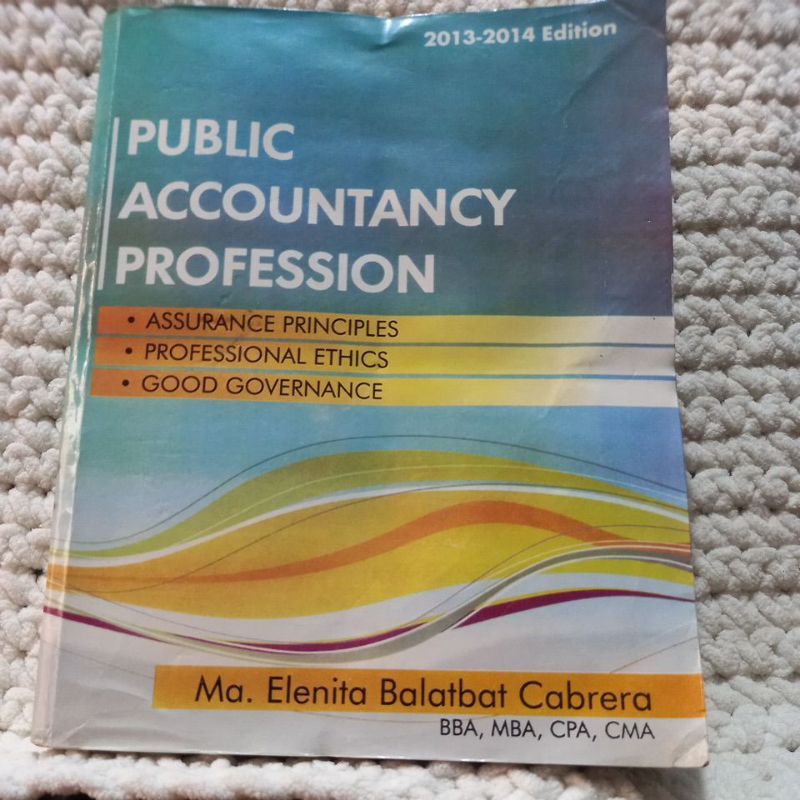 2013-2014 Edition
PUBLIC
ACCOUNTANCY
PROFESSION
• ASSURANCE PRINCIPLES
• PROFESSIONAL ETHICS
• GOOD GOVERNANCE
Ma. Elenita Balatbat Cabrera
BBA, MBA, CPA, CMA